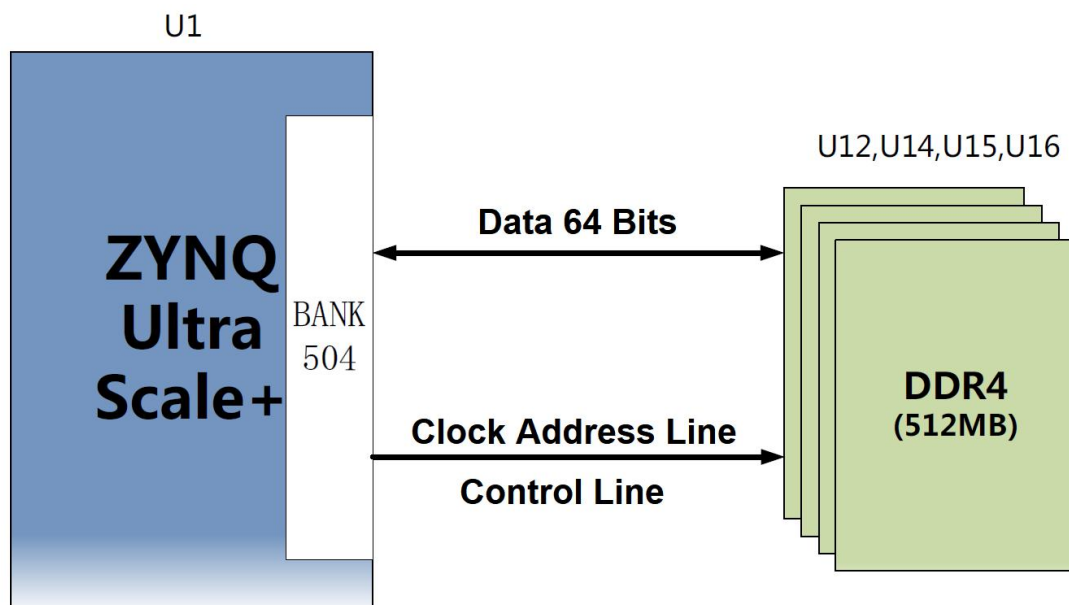 U1
U12,U14,U15,U16
Data 64 Bits
ZYNQ
Ultra
Scale+
BANK
504
DDR4
(512MB)
Clock Address Line
Control Line